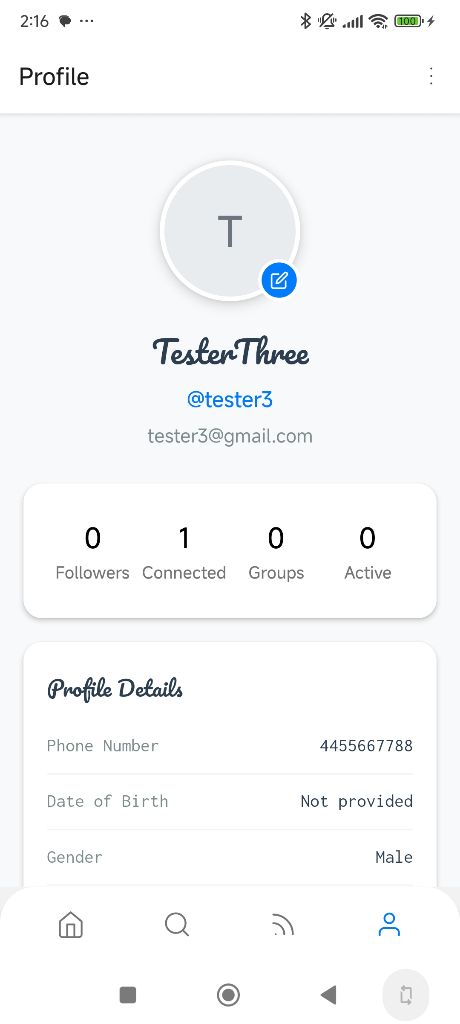 2:16
100
Profile
T
TesterThree
@tester3
tester3@gmail.com
0 1 0 0
Followers Connected Groups Active
Profile Details
Phone Number 4455667788
Date of Birth Not provided
Gender Male